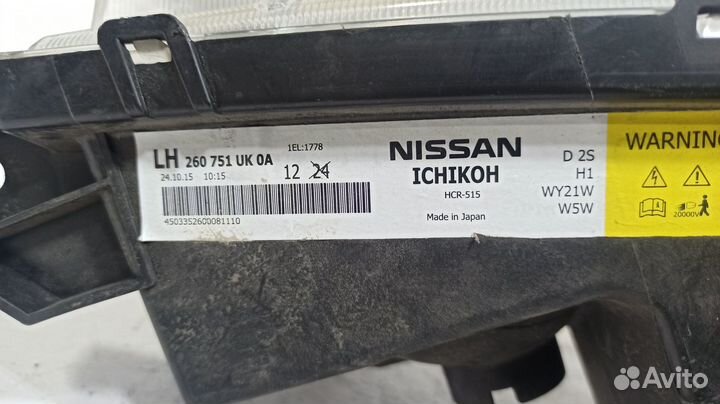 1EL:1778
LH 260 751 UK 0A
24.10.15 10:15
12 24
4503352600081110
NISSAN
ICHIKOH
HCR-515
Made in Japan
D 2S
H1
WY21W
W5W
WARNING
20000V
Avito